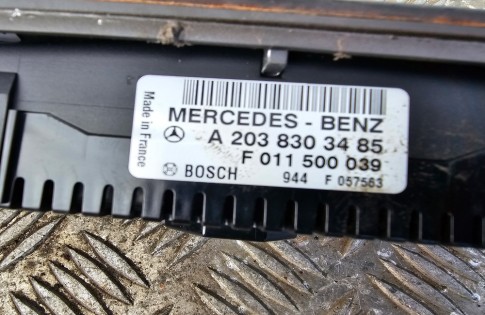 MERCEDES - BENZ
A 203 830 34 85
F 011 500 039
BOSCH 944 F 057563
Made in France